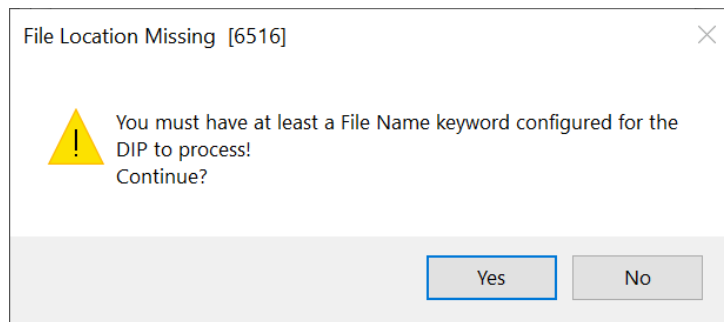 File Location Missing [6516]
!
You must have at least a File Name keyword configured for the
DIP to process!
Continue?
Yes
No